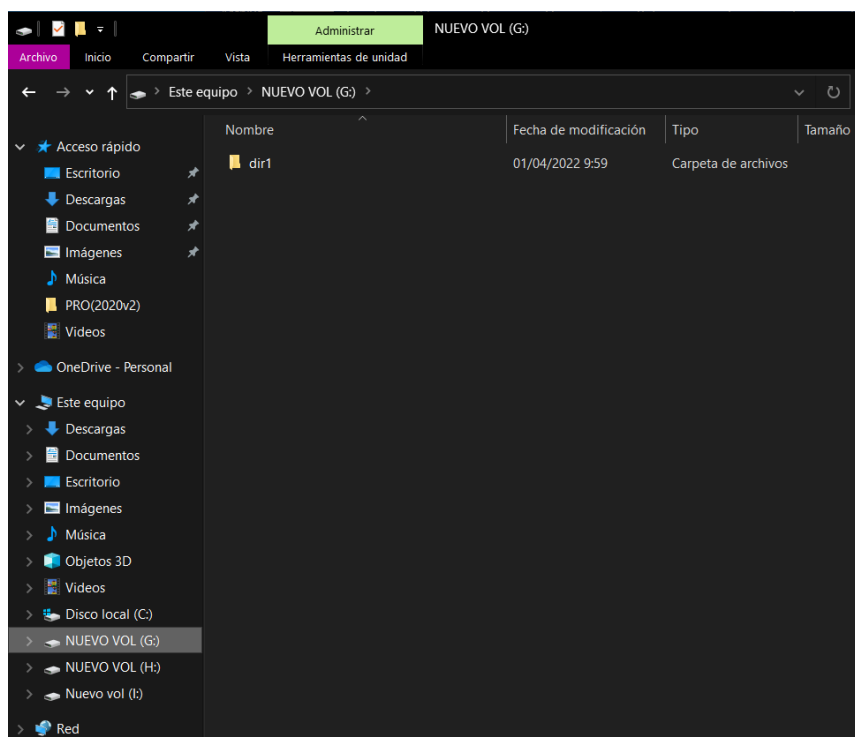 Administrar
NUEVO VOL (G:)
Archivo
Inicio
Compartir
Vista
Herramientas de unidad
Este equipo
NUEVO VOL (G:)
Nombre
Fecha de modificación
Tipo
Tamaño
dir1
01/04/2022 9:59
Carpeta de archivos
Acceso rápido
Escritorio
Descargas
Documentos
Imágenes
Música
PRO(2020v2)
Videos
OneDrive - Personal
Este equipo
Descargas
Documentos
Escritorio
Imágenes
Música
Objetos 3D
Videos
Disco local (C:)
NUEVO VOL (G:)
NUEVO VOL (H:)
Nuevo vol (I:)
Red